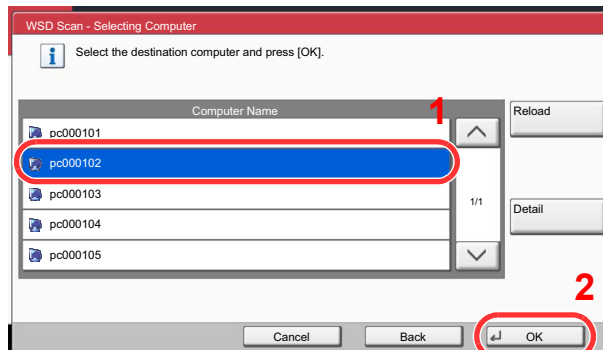 WSD Scan - Selecting Computer
i
Select the destination computer and press [OK].
Computer Name
1
Reload
pc000101
pc000102
pc000103
1/1
Detail
pc000104
pc000105
2
Cancel
Back
OK